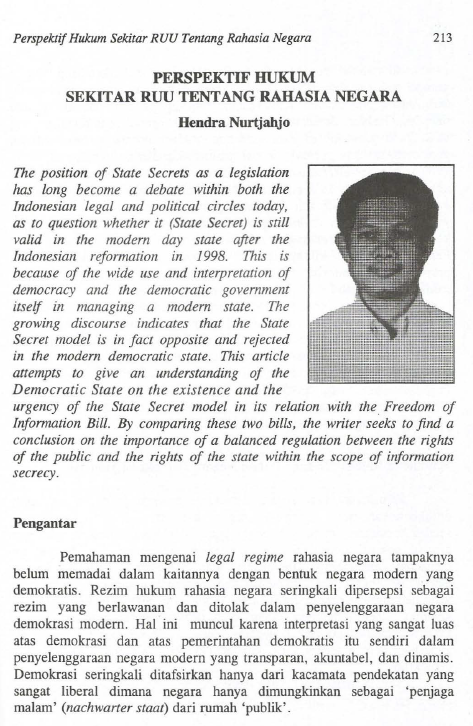 Perspektif Hukum Sekitar RUU Tentang Rahasia Negara 213
PERSPEKTIF HUKUM
SEKITAR RUU TENTANG RAHASIA NEGARA
Hendra Nurtjahjo
The position of State Secrets as a legislation
has long become a debate within both the
Indonesian legal and political circles today,
as to question whether it (State Secret) is still
valid in the modern day state after the
Indonesian reformation in 1998. This is
because of the wide use and interpretation of
democracy and the democratic government
itself in managing a modern state. The
growing discourse indicates that the State
Secret model is in fact opposite and rejected
in the modern democratic state. This article
attempts to give an understanding of the
Democratic State on the existence and the
urgency of the State Secret model in its relation with the Freedom of
Information Bill. By comparing these two bills, the writer seeks to find a
conclusion on the importance of a balanced regulation between the rights
of the public and the rights of the state within the scope of information
secrecy.
Pengantar
Pemahaman mengenai legal regime rahasia negara tampaknya
belum memadai dalam kaitannya dengan bentuk negara modern yang
demokratis. Rezim hukum rahasia negara seringkali dipersepsi sebagai
rezim yang berlawanan dan ditolak dalam penyelenggaraan negara
demokrasi modern. Hal ini muncul karena interpretasi yang sangat luas
atas demokrasi dan atas pemerintahan demokratis itu sendiri dalam
penyelenggaraan negara modern yang transparan, akuntabel, dan dinamis.
Demokrasi seringkali ditafsirkan hanya dari kacamata pendekatan yang
sangat liberal dimana negara hanya dimungkinkan sebagai 'penjaga
malam' (nachwarter staat) dari rumah 'publik'.